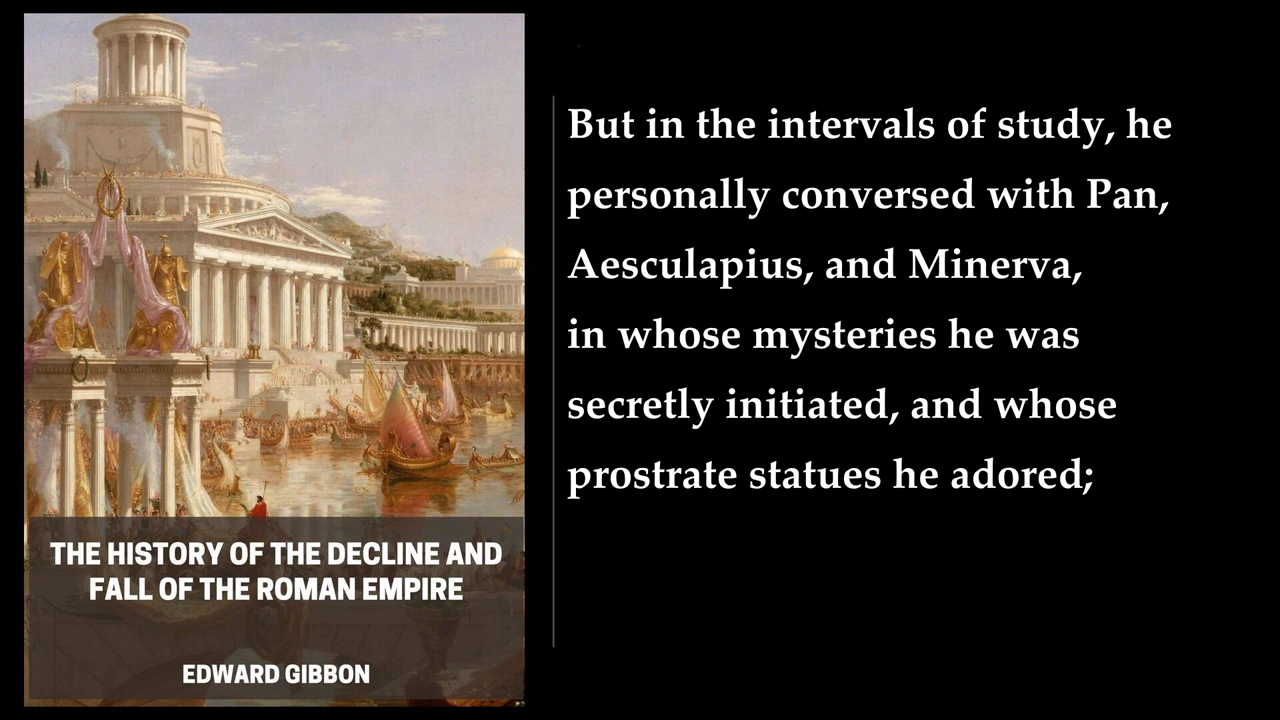 THE HISTORY OF THE DECLINE AND
FALL OF THE ROMAN EMPIRE
EDWARD GIBBON
But in the intervals of study, he
personally conversed with Pan,
Aesculapius, and Minerva,
in whose mysteries he was
secretly initiated, and whose
prostrate statues he adored;